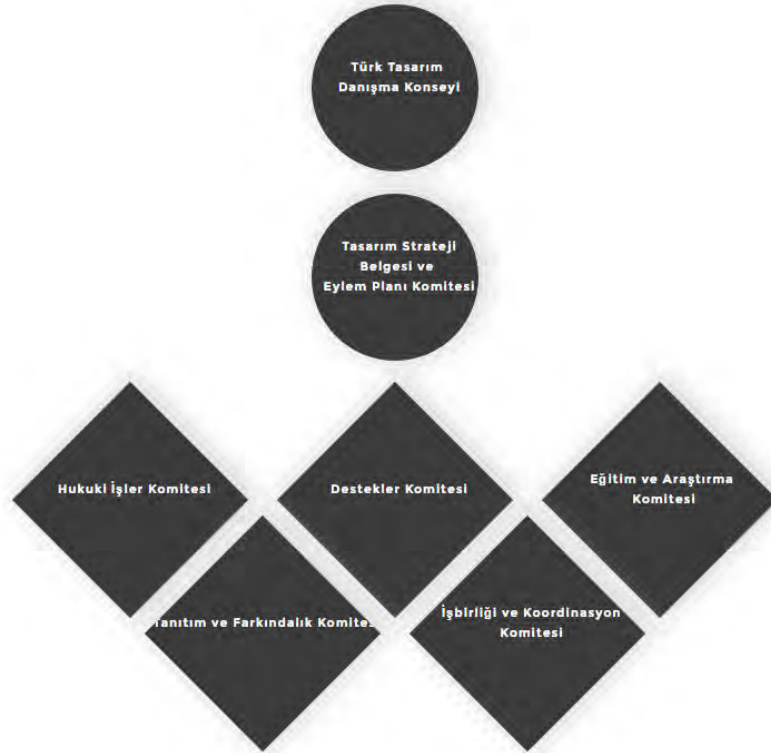 Türk Tasarım
Danışma Konseyi
Tasarım Strateji
Belgesi ve
Eylem Planı Komitesi
Hukuki İşler Komitesi
Destekler Komitesi
Eğitim ve Araştırma
Komitesi
Tanıtım ve Farkındalık Komitesi
İşbirliği ve Koordinasyon
Komitesi